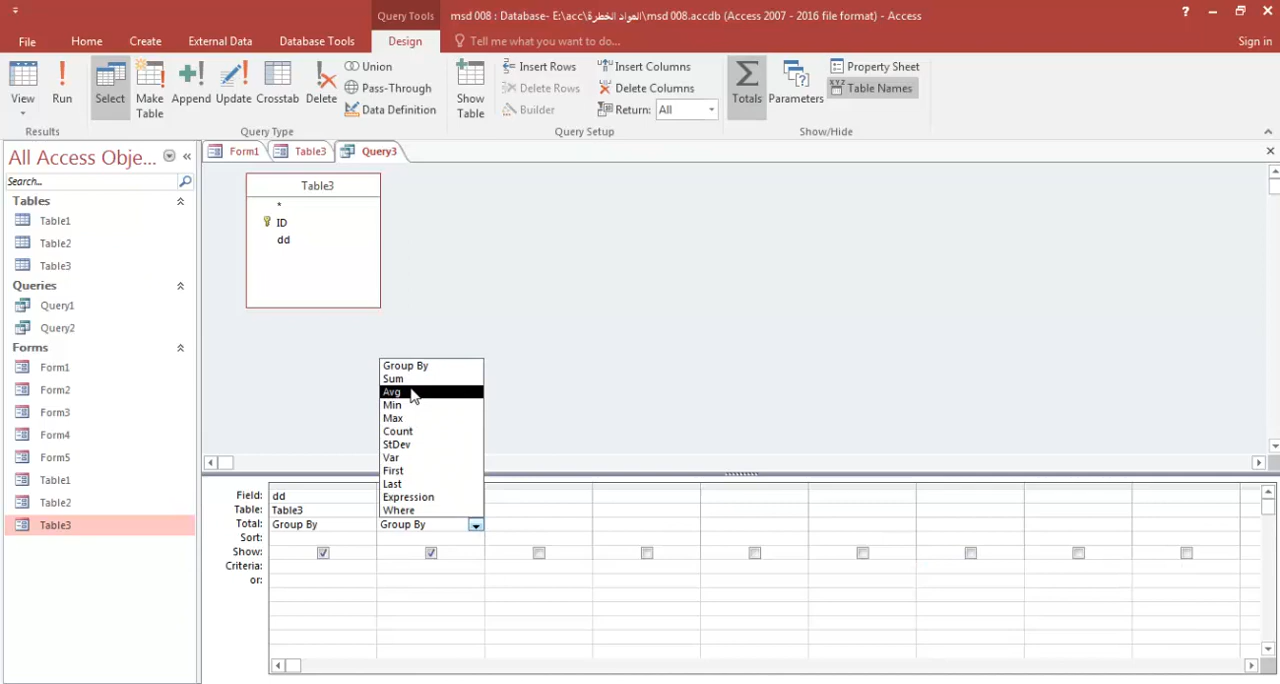 Query Tools
msd 008 : Database- E:\acc\المواد الخطرة\msd 008.accdb (Access 2007 - 2016 file format) - Access
?
File
Home
Create
External Data
Database Tools
Design
Tell me what you want to do...
Sign in
View
Run
Select
Make Table
Append
Update
Crosstab
Delete
Union
Pass-Through
Data Definition
Show Table
Insert Rows
Delete Rows
Builder
Insert Columns
Delete Columns
Return: All
Totals
Parameters
Property Sheet
Table Names
Results
Query Type
Query Setup
Show/Hide
All Access Obje...
Search...
Tables
Table1
Table2
Table3
Queries
Query1
Query2
Forms
Form1
Form2
Form3
Form4
Form5
Table1
Table2
Table3
Form1
Table3
Query3
Table3
*
ID
dd
Group By
Sum
Avg
Min
Max
Count
StDev
Var
First
Last
Expression
Where
Field: dd
Table: Table3
Total: Group By Group By
Sort:
Show:
Criteria:
or: